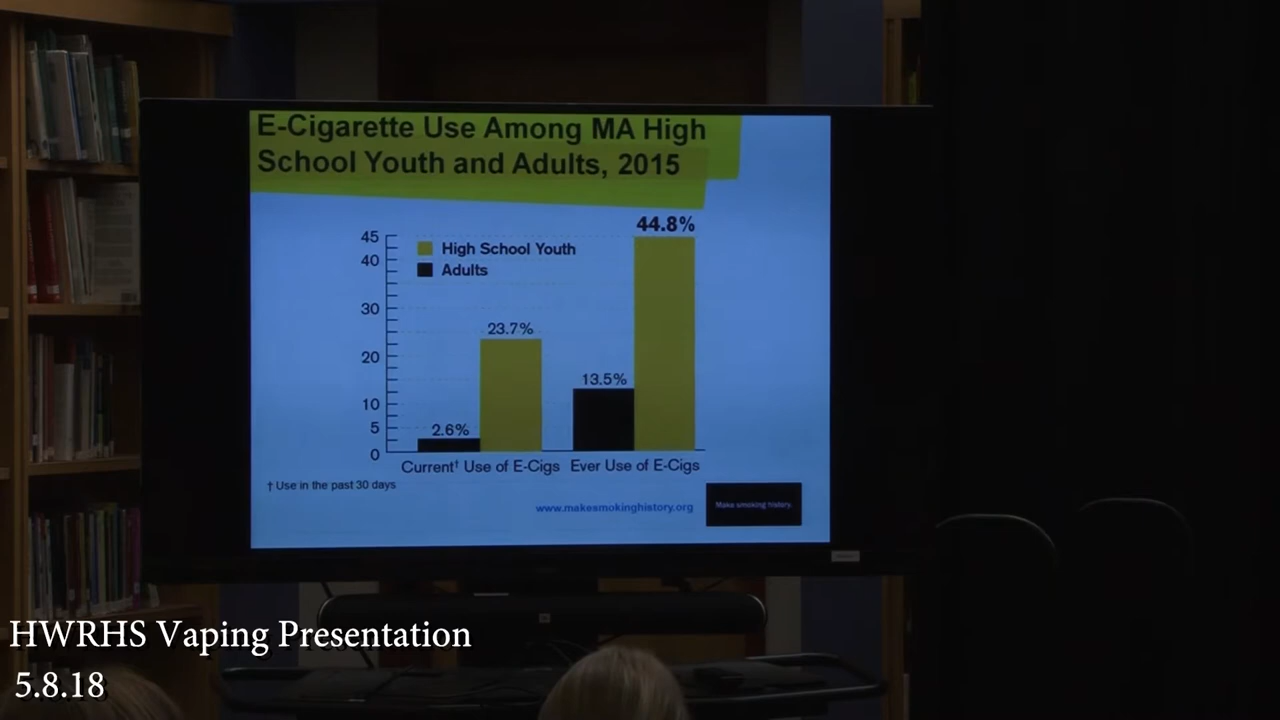 E-Cigarette Use Among MA High
School Youth and Adults, 2015
44.8%
45
High School Youth
40
Adults
30
23.7%
20
13.5%
10
5
2.6%
0
Current† Use of E-Cigs Ever Use of E-Cigs
† Use in the past 30 days
www.makesmokinghistory.org
Make smoking history.
HWRHS Vaping Presentation
5.8.18